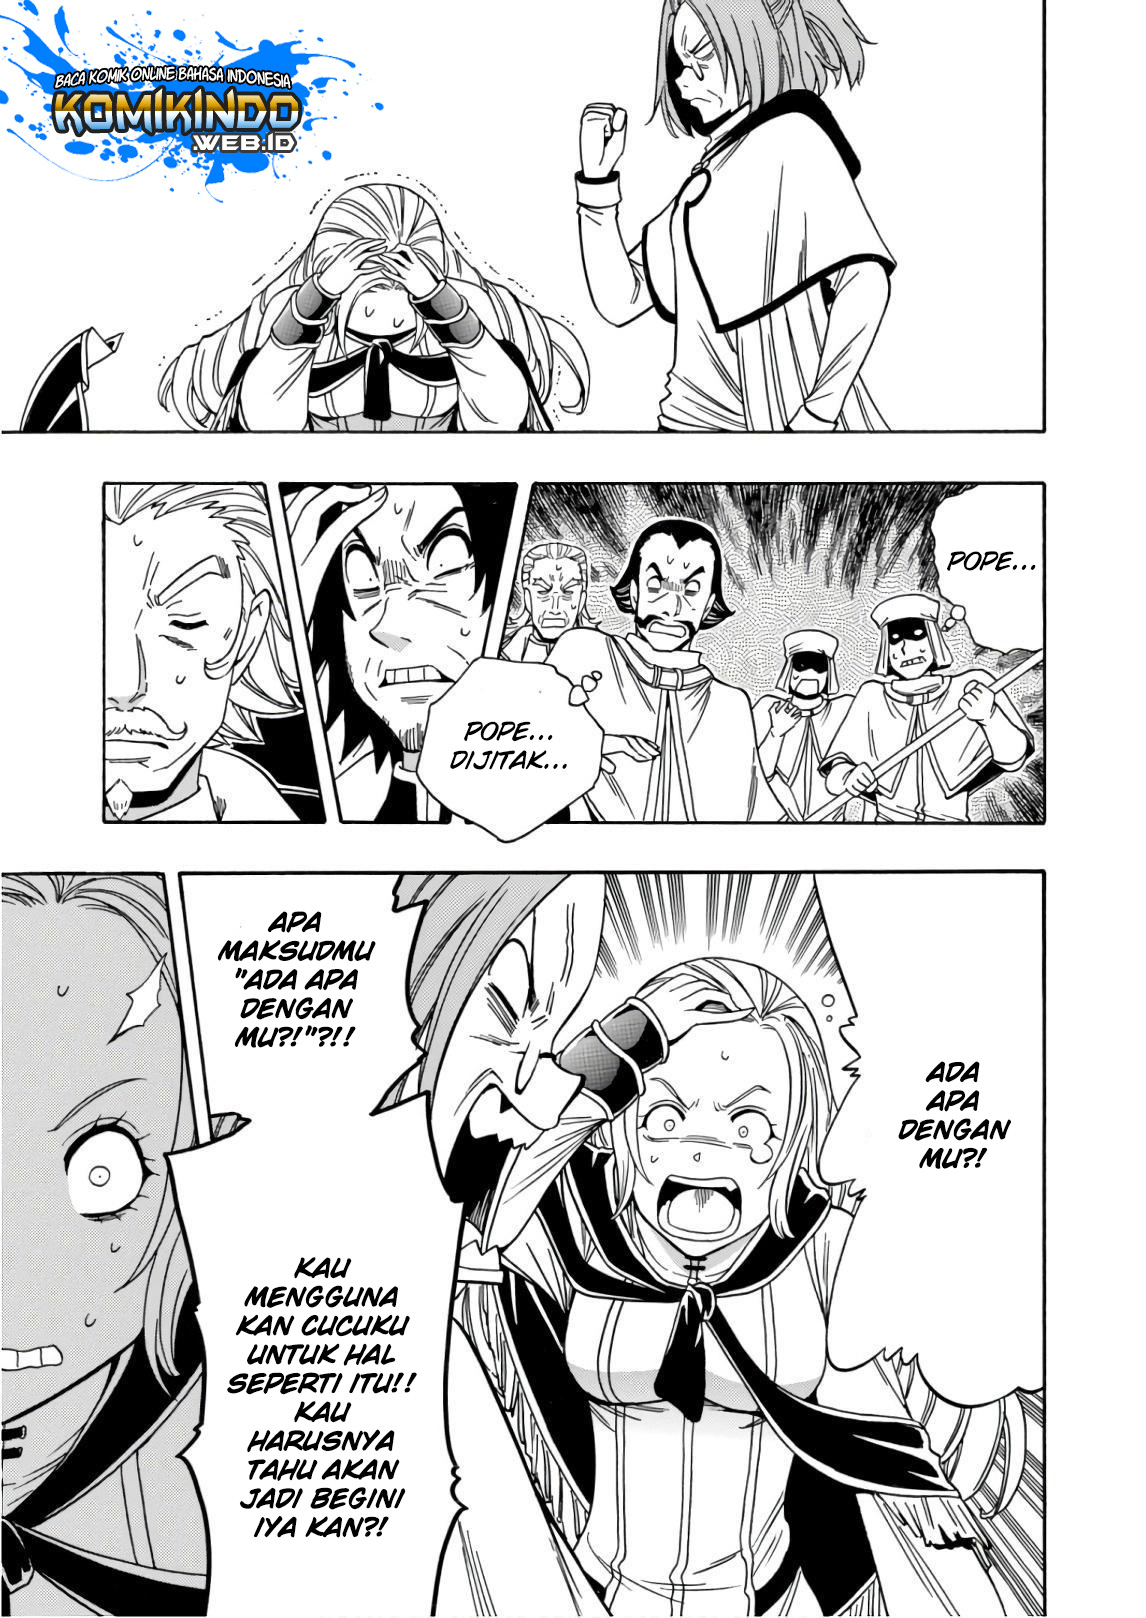 BACA KOMIK ONLINE BAHASA INDONESIA
KOMIKINDO
.WEB.ID
POPE...
POPE...
DIJITAK...
ADA
APA
DENGAN
MU?!
APA
MAKSUDMU
"ADA APA
DENGAN
MU?!"?!!
KAU
MENGGUNA
KAN CUCUKU
UNTUK HAL
SEPERTI ITU!!
KAU
HARUSNYA
TAHU AKAN
JADI BEGINI
IYA KAN?!